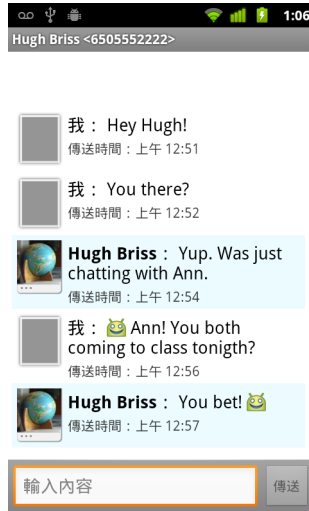 1:06
Hugh Briss <6505552222>
我： Hey Hugh!
傳送時間：上午 12:51
我： You there?
傳送時間：上午 12:52
Hugh Briss： Yup. Was just
chatting with Ann.
傳送時間：上午 12:54
我： Ann! You both
coming to class tonigth?
傳送時間：上午 12:56
Hugh Briss： You bet!
傳送時間：上午 12:57
輸入內容
傳送